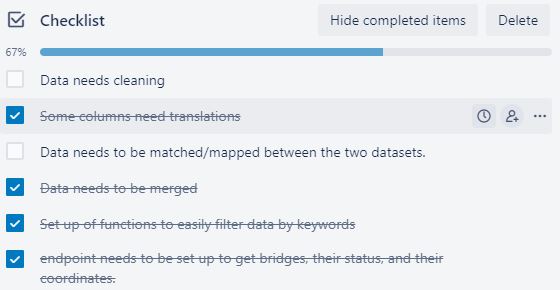 Checklist
Hide completed items
Delete
67%
Data needs cleaning
Some columns need translations
Data needs to be matched/mapped between the two datasets.
Data needs to be merged
Set up of functions to easily filter data by keywords
endpoint needs to be set up to get bridges, their status, and their
coordinates.